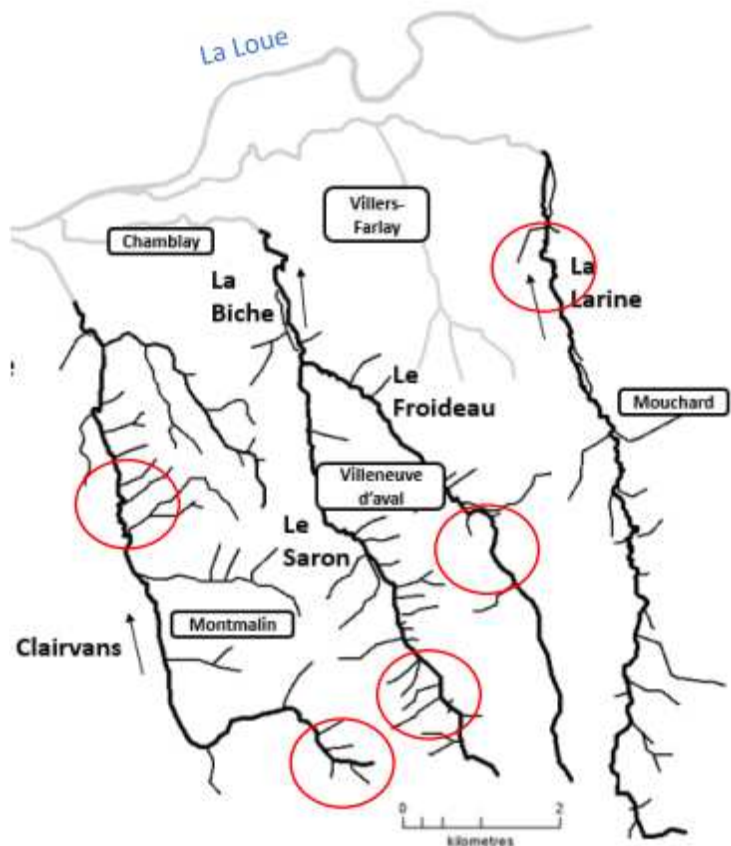 La Loue
Villers-
Farlay
Chamblay
La
Biche
La
Larine
Le
Froideau
Mouchard
Villeneuve
d'aval
Le
Saron
Montmalin
Clairvans
0 2
kilometres